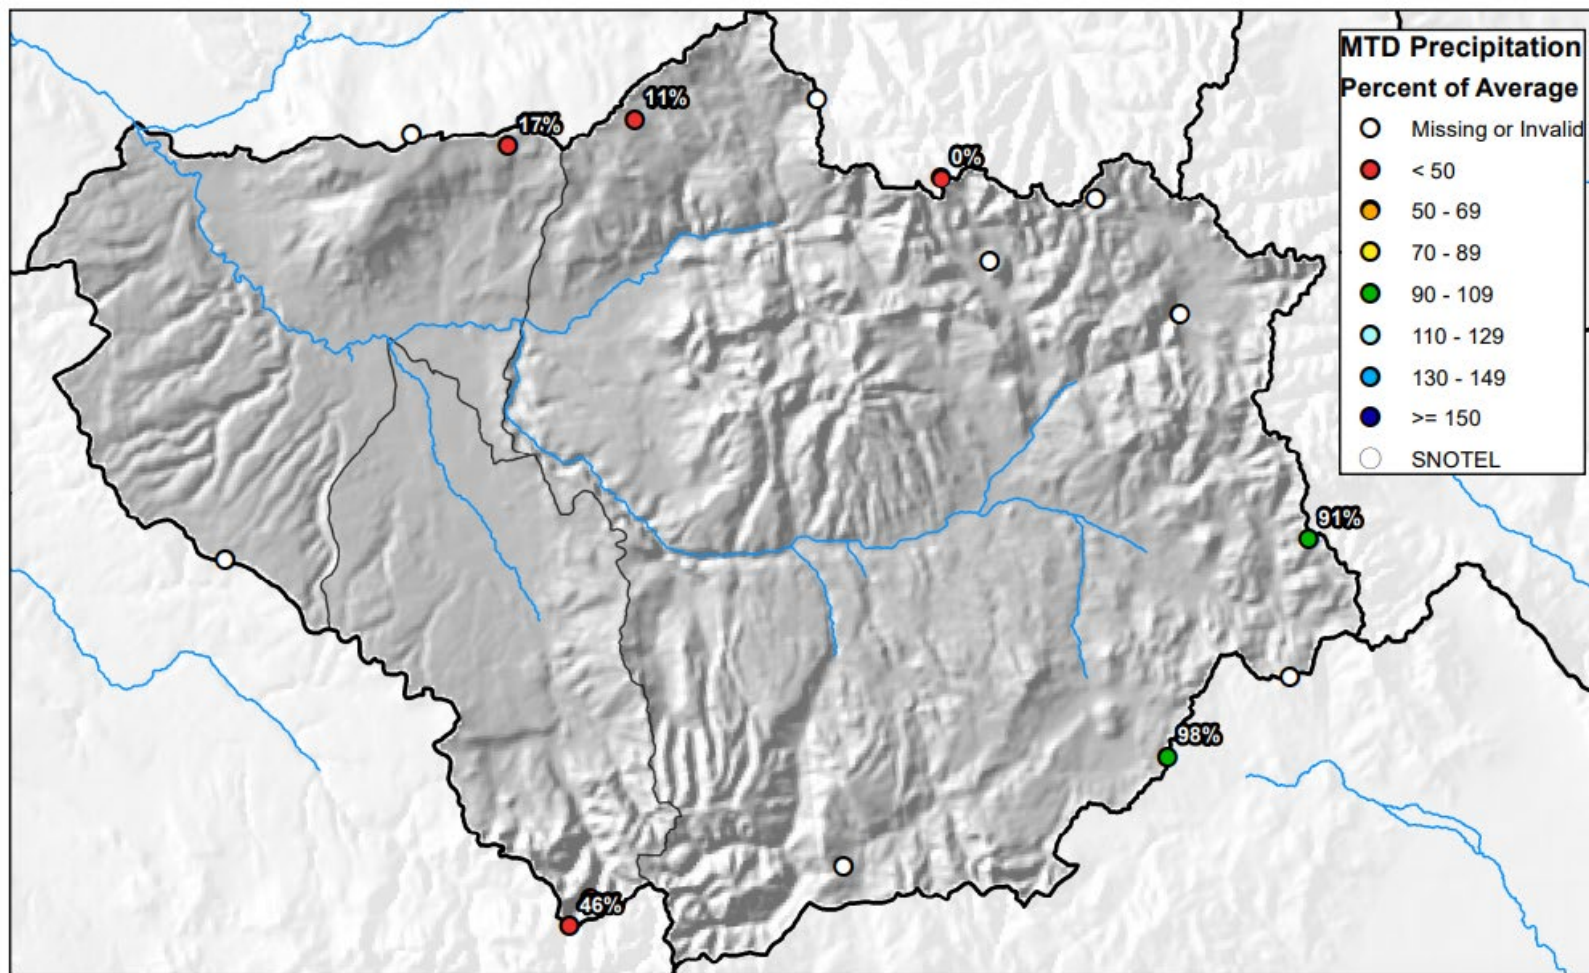 MTD Precipitation
Percent of Average
Missing or Invalid
< 50
50 - 69
70 - 89
90 - 109
110 - 129
130 - 149
>= 150
SNOTEL
11%
17%
0%
91%
98%
46%